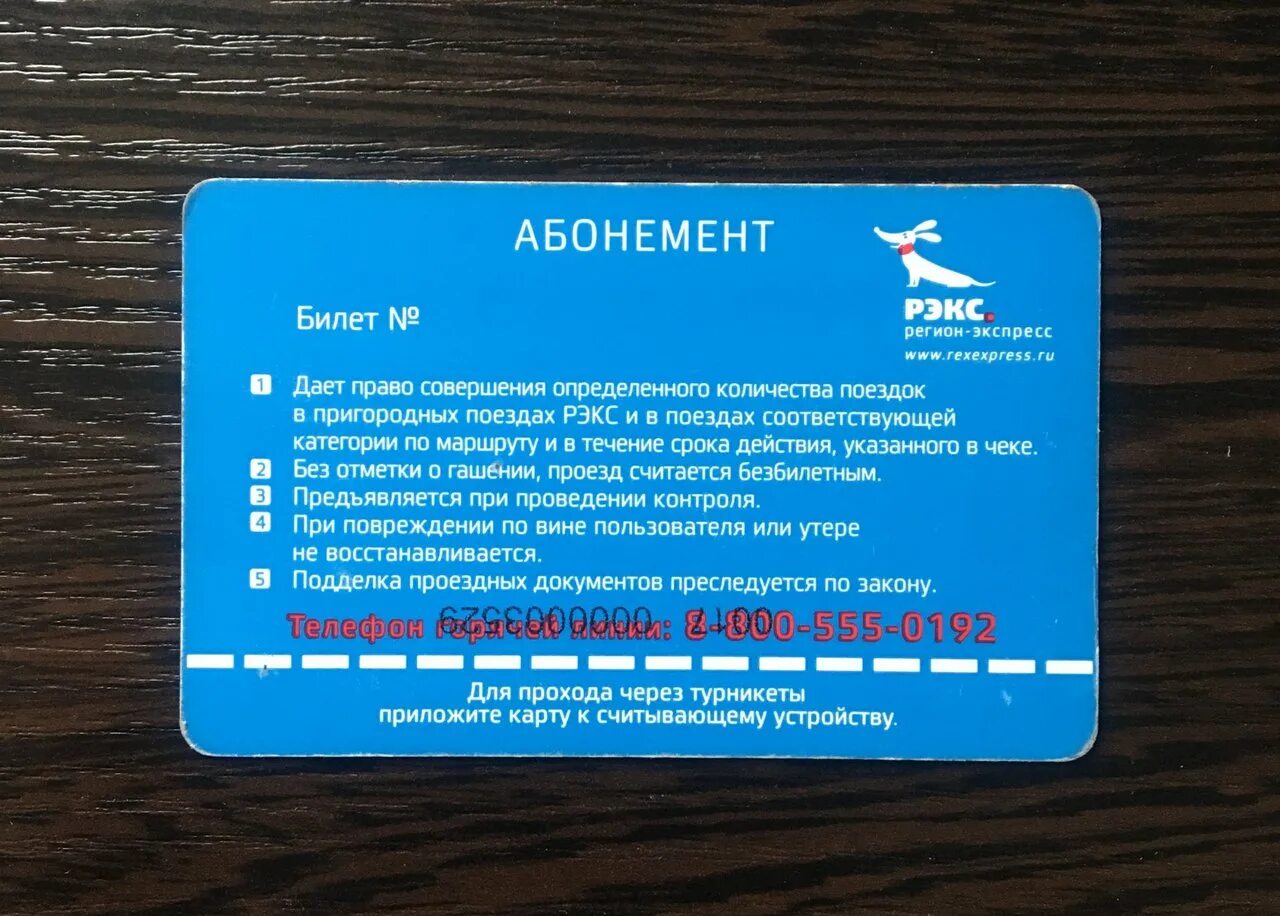 АБОНЕМЕНТ
РЭКС.
регион-экспресс
www.rexexpress.ru
Билет №
1 Дает право совершения определенного количества поездок
в пригородных поездах РЭКС и в поездах соответствующей
категории по маршруту и в течение срока действия, указанного в чеке.
2 Без отметки о гашении, проезд считается безбилетным.
3 Предъявляется при проведении контроля.
4 При повреждении по вине пользователя или утере
не восстанавливается.
5 Подделка проездных документов преследуется по закону.
Телефон горячей линии: 8-800-555-0192
Для прохода через турникеты
приложите карту к считывающему устройству.